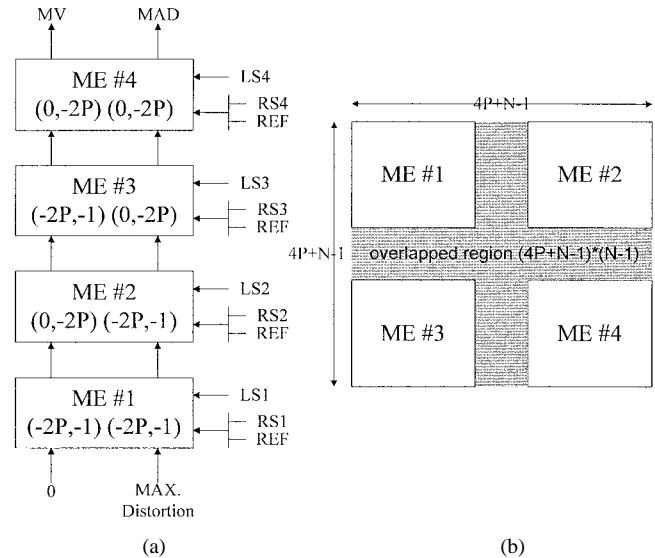 MV MAD
ME #4
(0,-2P) (0,-2P)
LS4
RS4
REF
ME #3
(-2P,-1) (0,-2P)
LS3
RS3
REF
ME #2
(0,-2P) (-2P,-1)
LS2
RS2
REF
ME #1
(-2P,-1) (-2P,-1)
LS1
RS1
REF
0 MAX.
Distortion
(a)
4P+N-1
ME #1 ME #2
4P+N-1
overlapped region (4P+N-1)*(N-1)
ME #3 ME #4
(b)